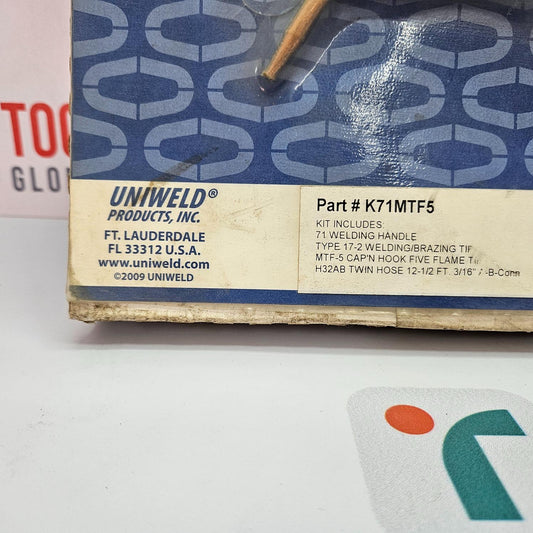 TOO
GLO
UNIWELD®
PRODUCTS, INC.
FT. LAUDERDALE
FL 33312 U.S.A.
www.uniweld.com
©2009 UNIWELD
Part # K71MTF5
KIT INCLUDES:
71 WELDING HANDLE
TYPE 17-2 WELDING/BRAZING TIP
MTF-5 CAP'N HOOK FIVE FLAME
H32AB TWIN HOSE 12-1/2 FT. 3/16"